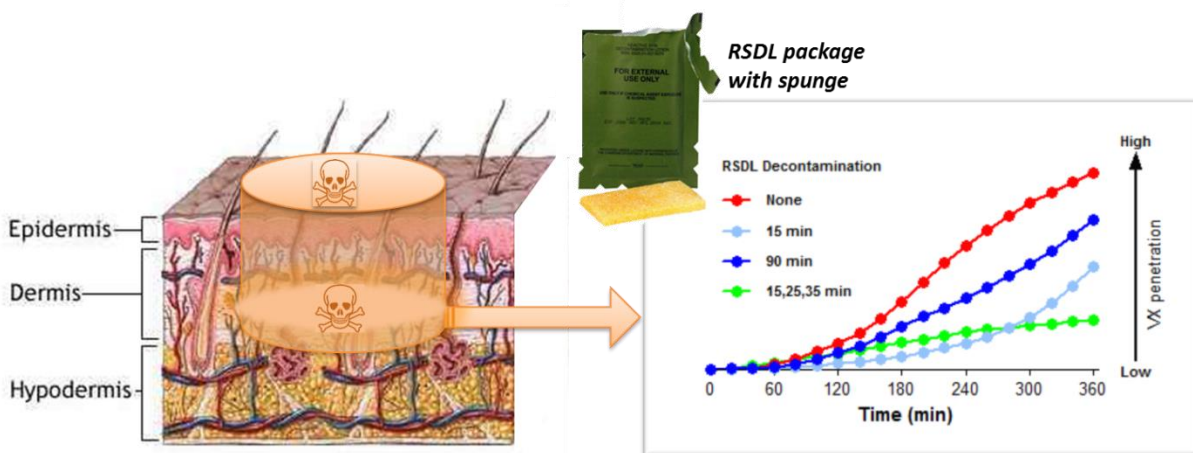 RSDL package
with spunge
FOR EXTERNAL
USE ONLY
Epidermis
Dermis
Hypodermis
RSDL Decontamination
None
15 min
90 min
15,25,35 min
High
VX penetration
Low
0 60 120 180 240 300 360
Time (min)